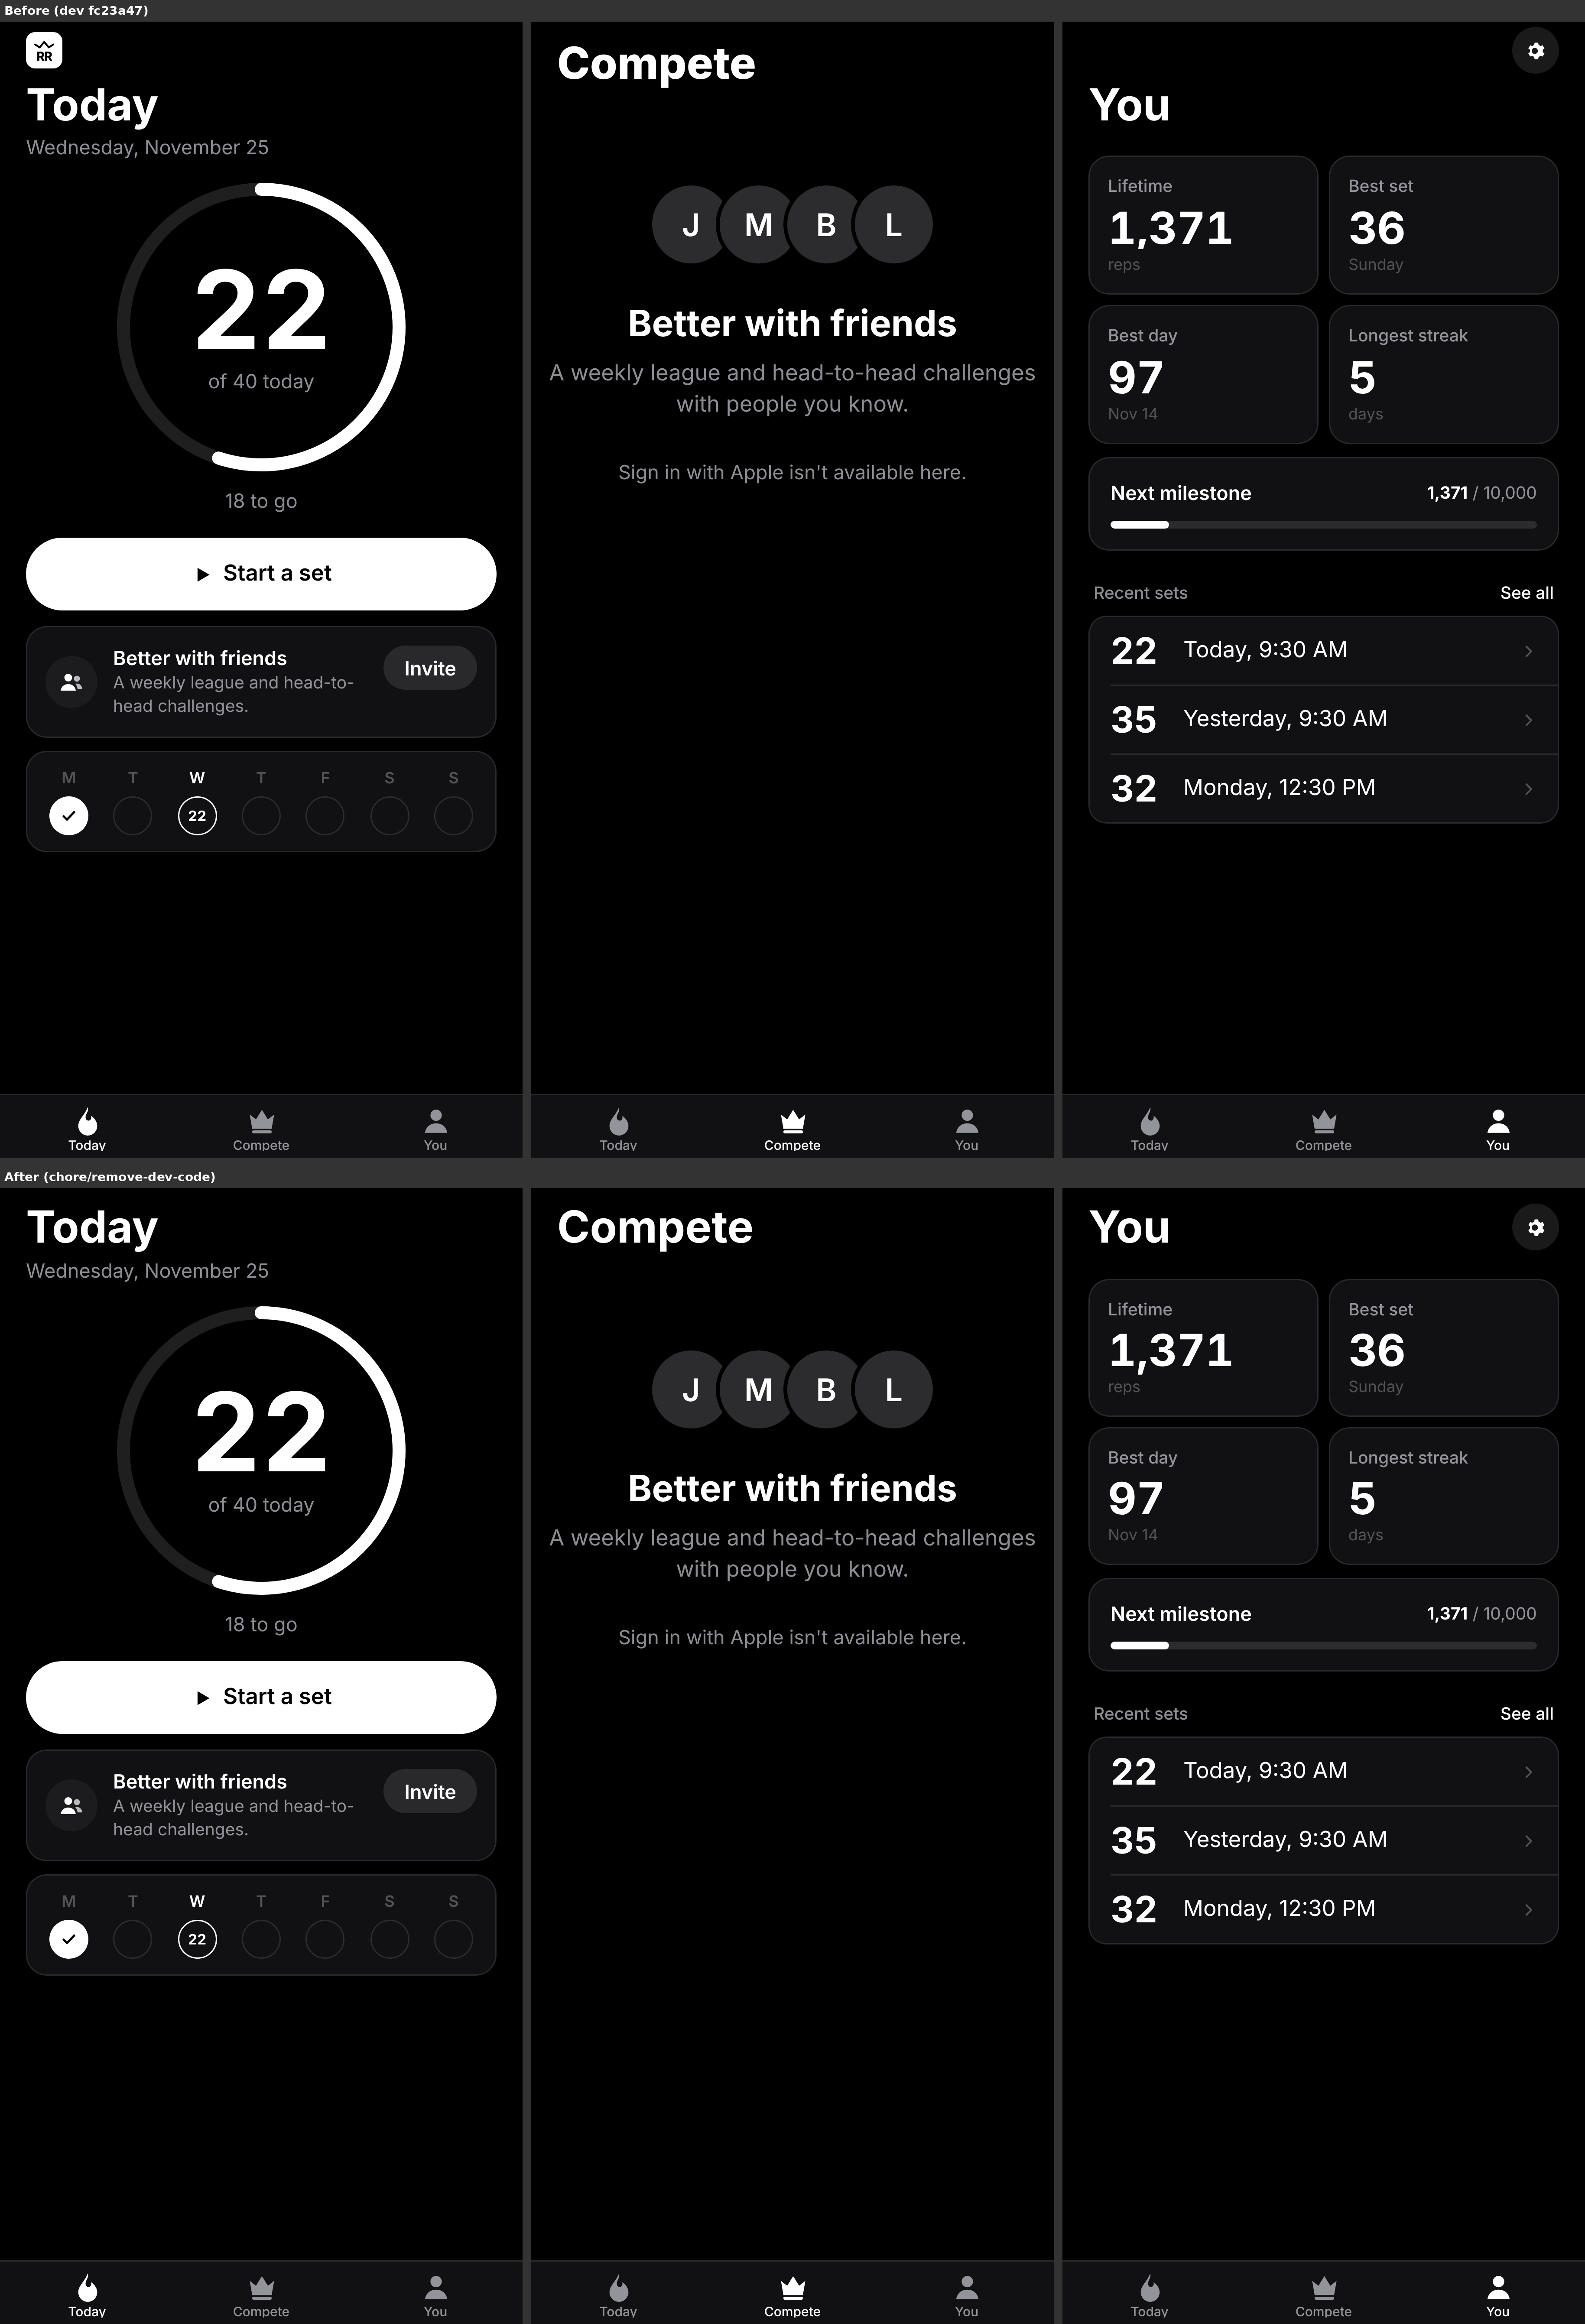 Before (dev fc23a47)
RR
Today
Wednesday, November 25
22
of 40 today
18 to go
Start a set
Better with friends
A weekly league and head-to-
head challenges.
Invite
M T W T F S S
22
Today Compete You
Compete
J M B L
Better with friends
A weekly league and head-to-head challenges
with people you know.
Sign in with Apple isn't available here.
Today Compete You
You
Lifetime
1,371
reps
Best set
36
Sunday
Best day
97
Nov 14
Longest streak
5
days
Next milestone 1,371 / 10,000
Recent sets See all
22 Today, 9:30 AM
35 Yesterday, 9:30 AM
32 Monday, 12:30 PM
Today Compete You
After (chore/remove-dev-code)
Today
Wednesday, November 25
22
of 40 today
18 to go
Start a set
Better with friends
A weekly league and head-to-
head challenges.
Invite
M T W T F S S
22
Today Compete You
Compete
J M B L
Better with friends
A weekly league and head-to-head challenges
with people you know.
Sign in with Apple isn't available here.
Today Compete You
You
Lifetime
1,371
reps
Best set
36
Sunday
Best day
97
Nov 14
Longest streak
5
days
Next milestone 1,371 / 10,000
Recent sets See all
22 Today, 9:30 AM
35 Yesterday, 9:30 AM
32 Monday, 12:30 PM
Today Compete You